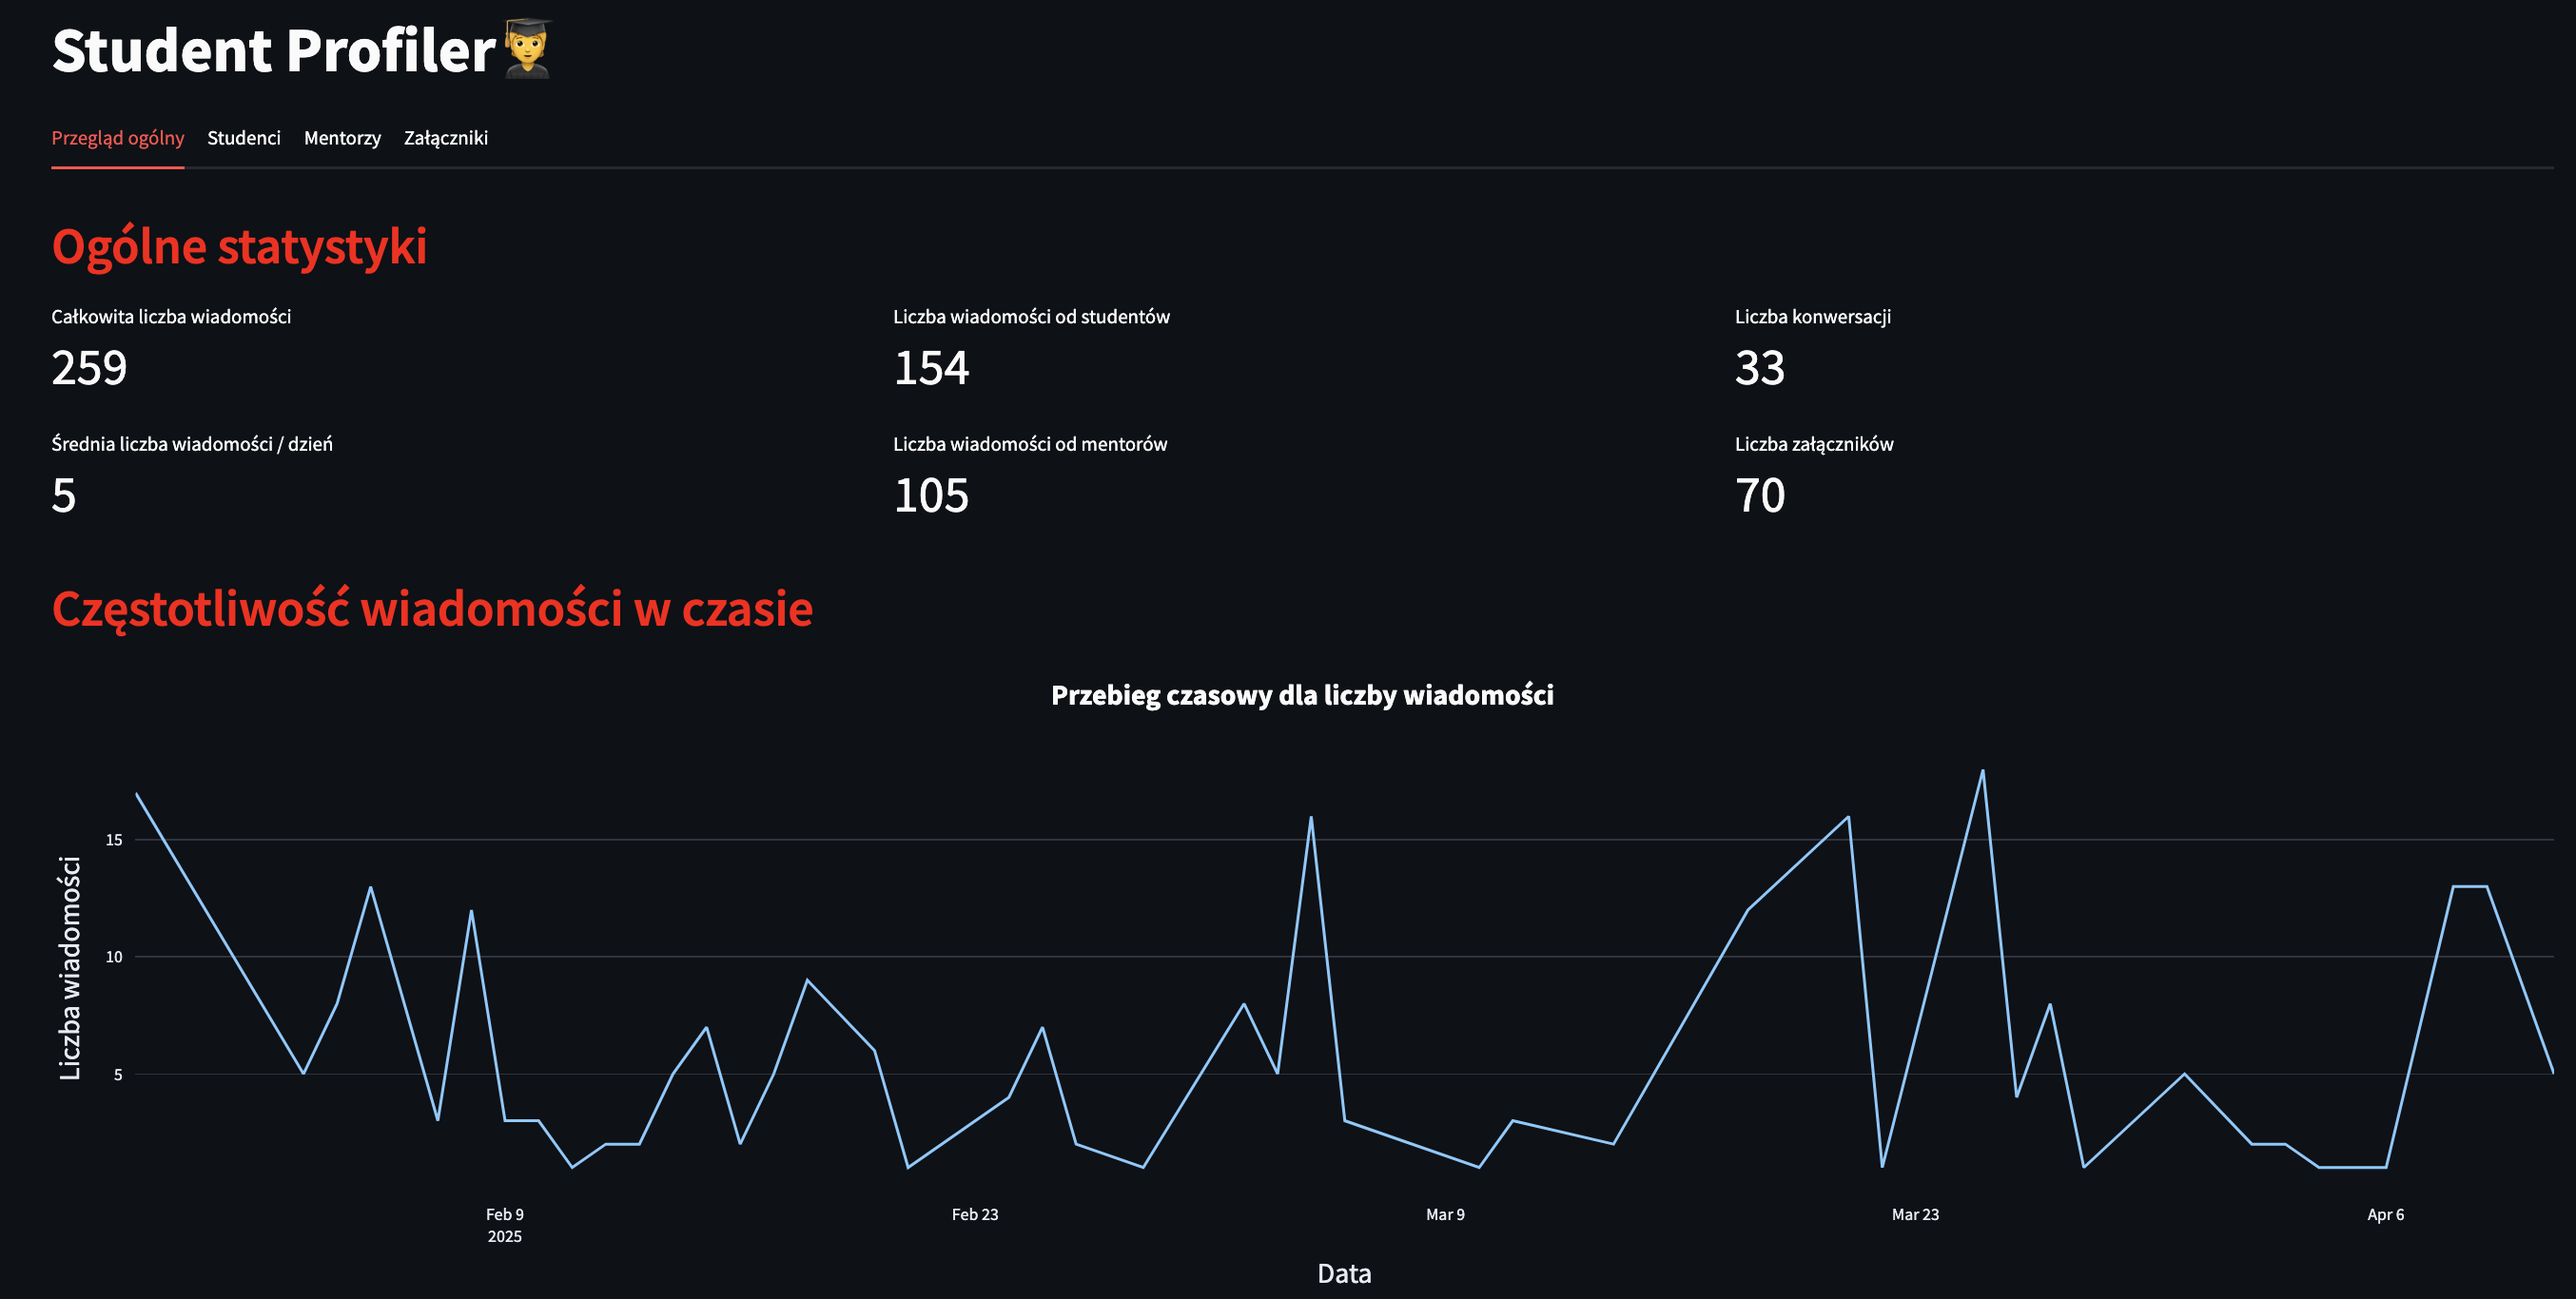 Student Profiler
Przegląd ogólny Studenci Mentorzy Załączniki
Ogólne statystyki
Całkowita liczba wiadomości
259
Liczba wiadomości od studentów
154
Liczba konwersacji
33
Średnia liczba wiadomości / dzień
5
Liczba wiadomości od mentorów
105
Liczba załączników
70
Częstotliwość wiadomości w czasie
Przebieg czasowy dla liczby wiadomości
Liczba wiadomości
15
10
5
Feb 9
2025
Feb 23
Mar 9
Mar 23
Apr 6
Data